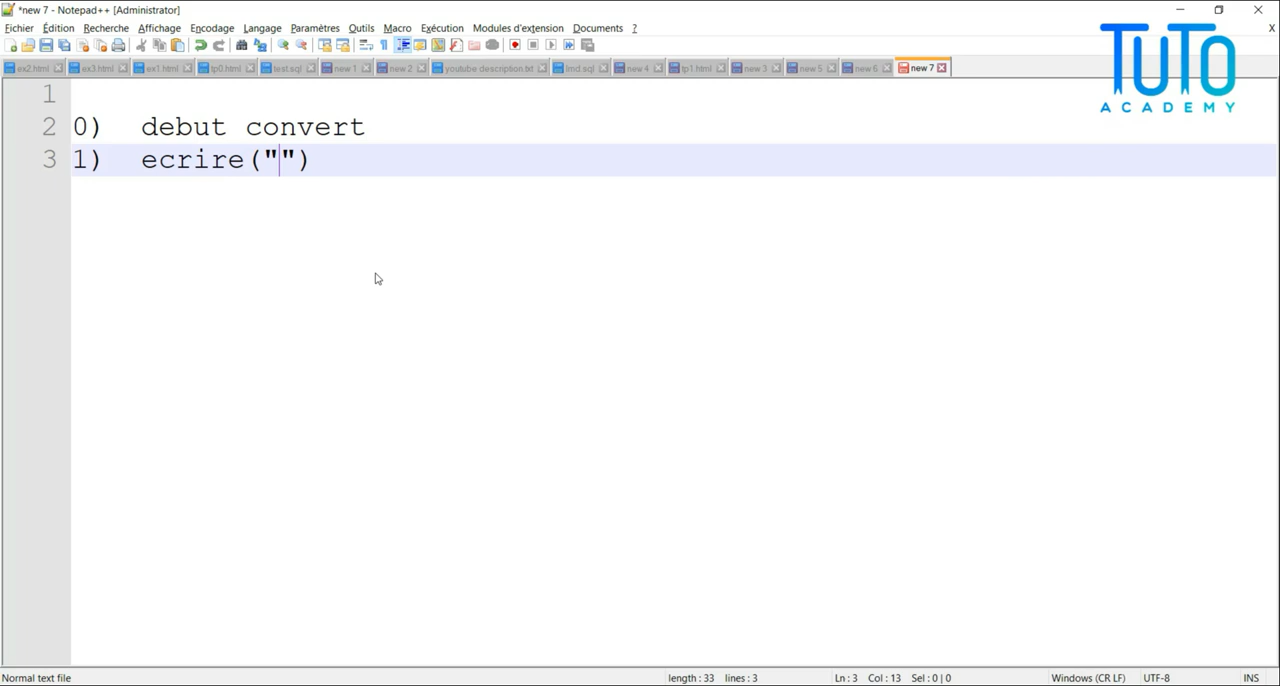 *new 7 - Notepad++ [Administrator]
Fichier Édition Recherche Affichage Encodage Langage Paramètres Outils Macro Exécution Modules d'extension Documents ? X
ex2.html ex3.html ex1.html tp0.html test.sql new 1 new 2 youtube description.txt lmd.sql new 4 tp1.html new 3 new 5 new 6 new 7
TUTO
ACADEMY
1
2 0) debut convert
3 1) ecrire("")
Normal text file length : 33 lines : 3 Ln : 3 Col : 13 Sel : 0 | 0 Windows (CR LF) UTF-8 INS